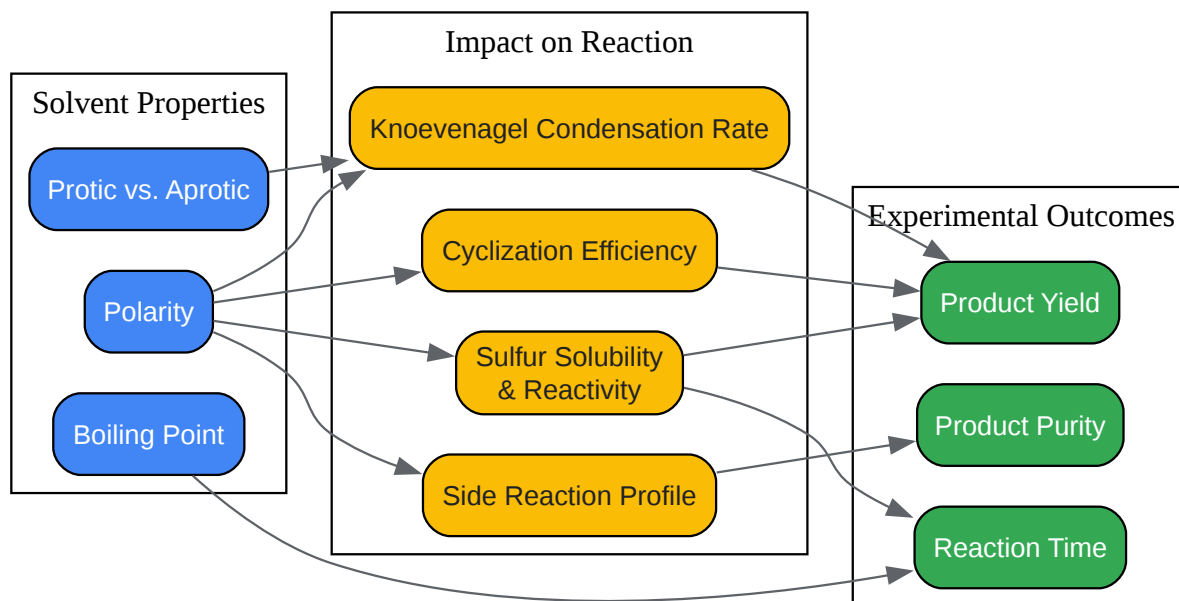 Solvent Properties
Protic vs. Aprotic
Polarity
Boiling Point
Impact on Reaction
Knoevenagel Condensation Rate
Cyclization Efficiency
Sulfur Solubility
& Reactivity
Side Reaction Profile
Experimental Outcomes
Product Yield
Product Purity
Reaction Time